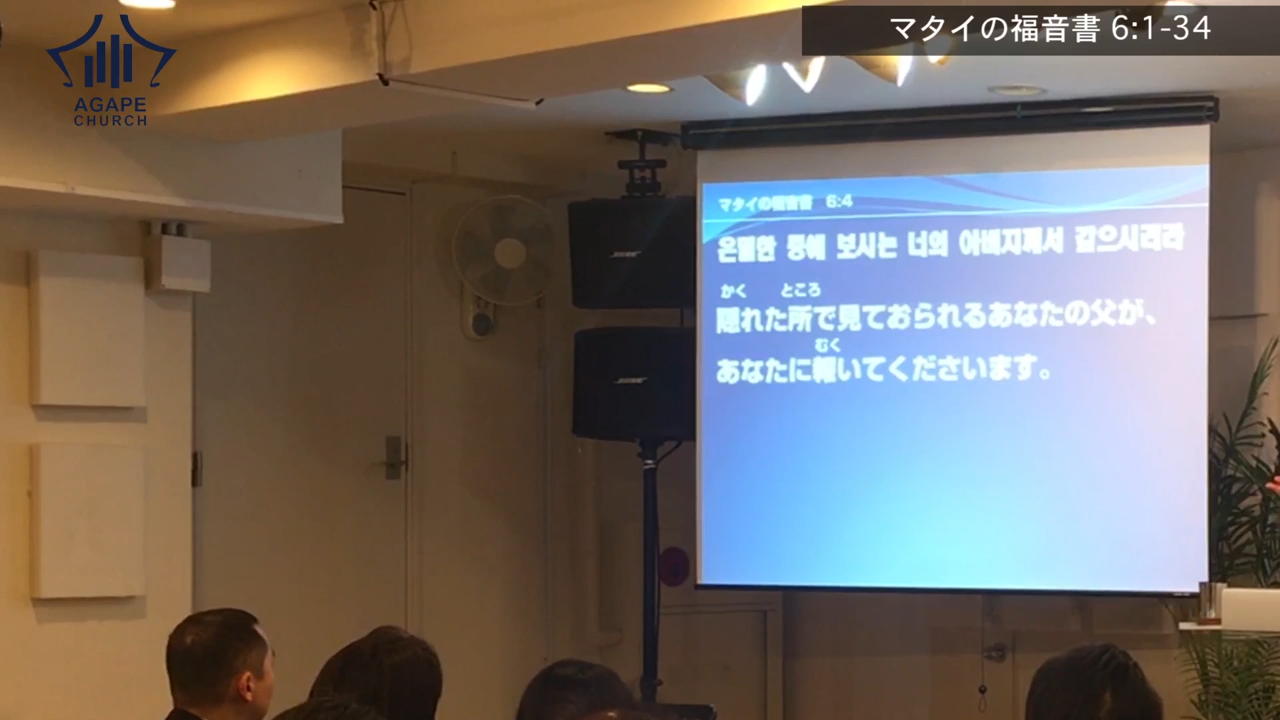 AGAPE
CHURCH
マタイの福音書 6:1-34
マタイの福音書 6:4
은밀한 중에 보시는 너의 아버지께서 갚으시리라
かく ところ
隠れた所で見ておられるあなたの父が、
むく
あなたに報いてくださいます。
BOSE
BOSE